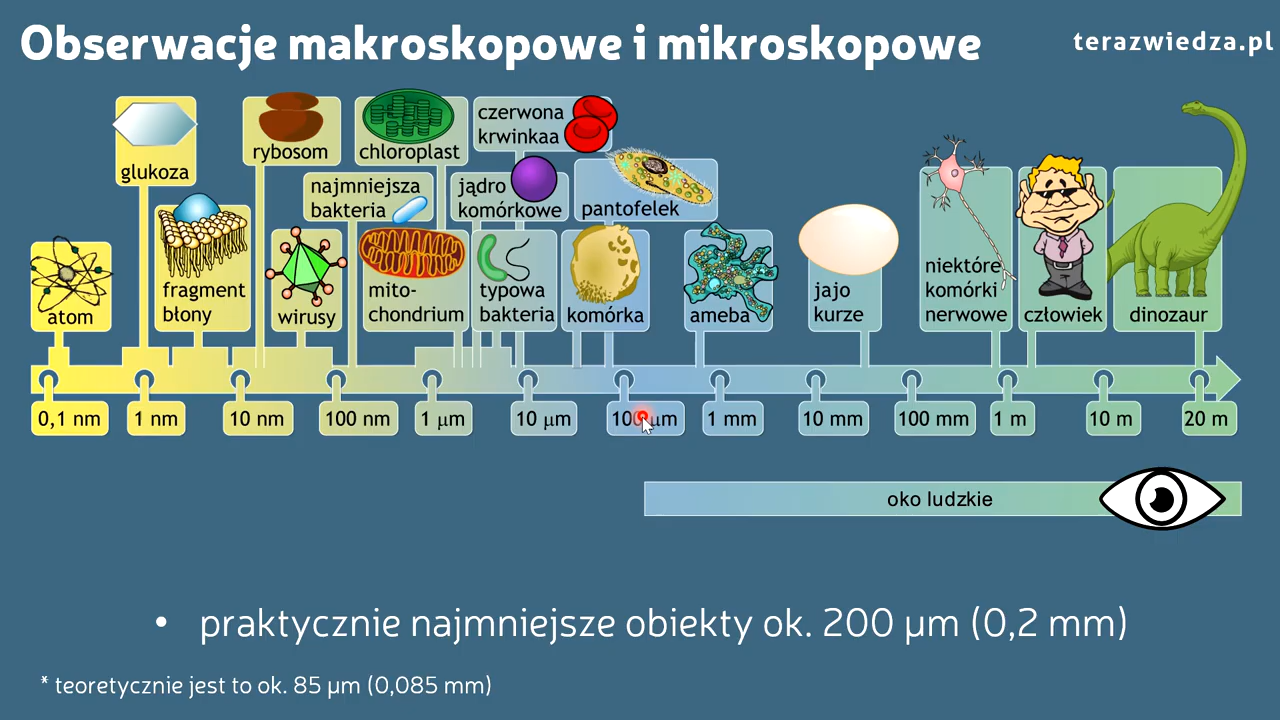 Obserwacje makroskopowe i mikroskopowe
terazwiedza.pl
glukoza
rybosom
chloroplast
czerwona
krwinkaa
najmniejsza
bakteria
jądro
komórkowe
pantofelek
atom
fragment
błony
wirusy
mito-
chondrium
typowa
bakteria
komórka
ameba
jajo
kurze
niektóre
komórki
nerwowe
człowiek
dinozaur
0,1 nm
1 nm
10 nm
100 nm
1 µm
10 µm
100 µm
1 mm
10 mm
100 mm
1 m
10 m
20 m
oko ludzkie
• praktycznie najmniejsze obiekty ok. 200 µm (0,2 mm)
* teoretycznie jest to ok. 85 µm (0,085 mm)